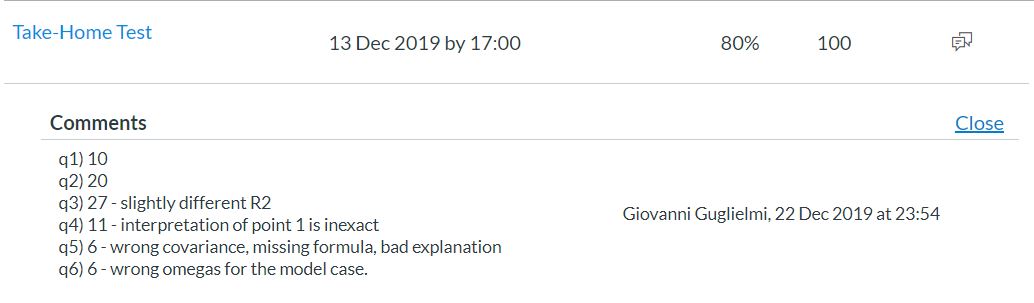 Take-Home Test
13 Dec 2019 by 17:00 80% 100
Comments Close
q1) 10
q2) 20
q3) 27 - slightly different R2
q4) 11 - interpretation of point 1 is inexact
q5) 6 - wrong covariance, missing formula, bad explanation
q6) 6 - wrong omegas for the model case.
Giovanni Guglielmi, 22 Dec 2019 at 23:54